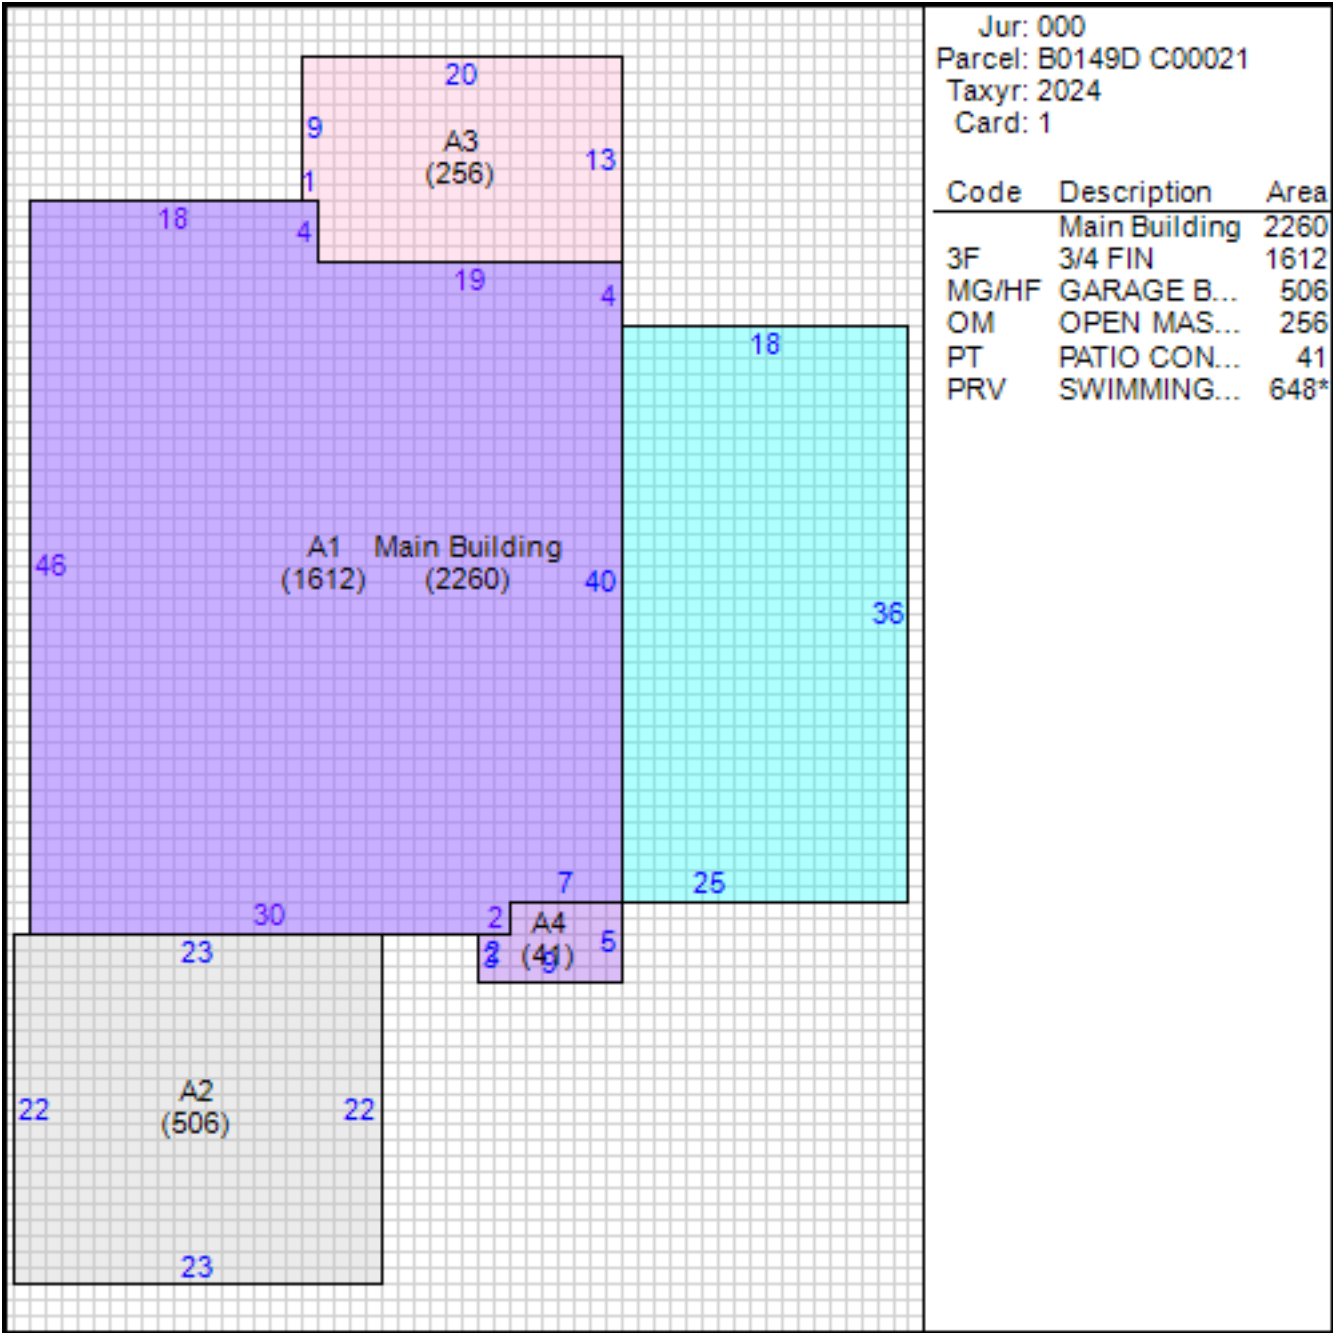 Jur: 000
Parcel: B0149D C00021
Taxyr: 2024
Card: 1
Code Description Area
Main Building 2260
3F 3/4 FIN 1612
MG/HF GARAGE B... 506
OM OPEN MAS... 256
PT PATIO CON... 41
PRV SWIMMING... 648*
20
9
A3
(256)
13
1
18
4
19
4
18
46
A1
(1612)
Main Building
(2260)
40
36
7
25
30
2
A4
(41)
5
9
23
A2
(506)
22
22
23